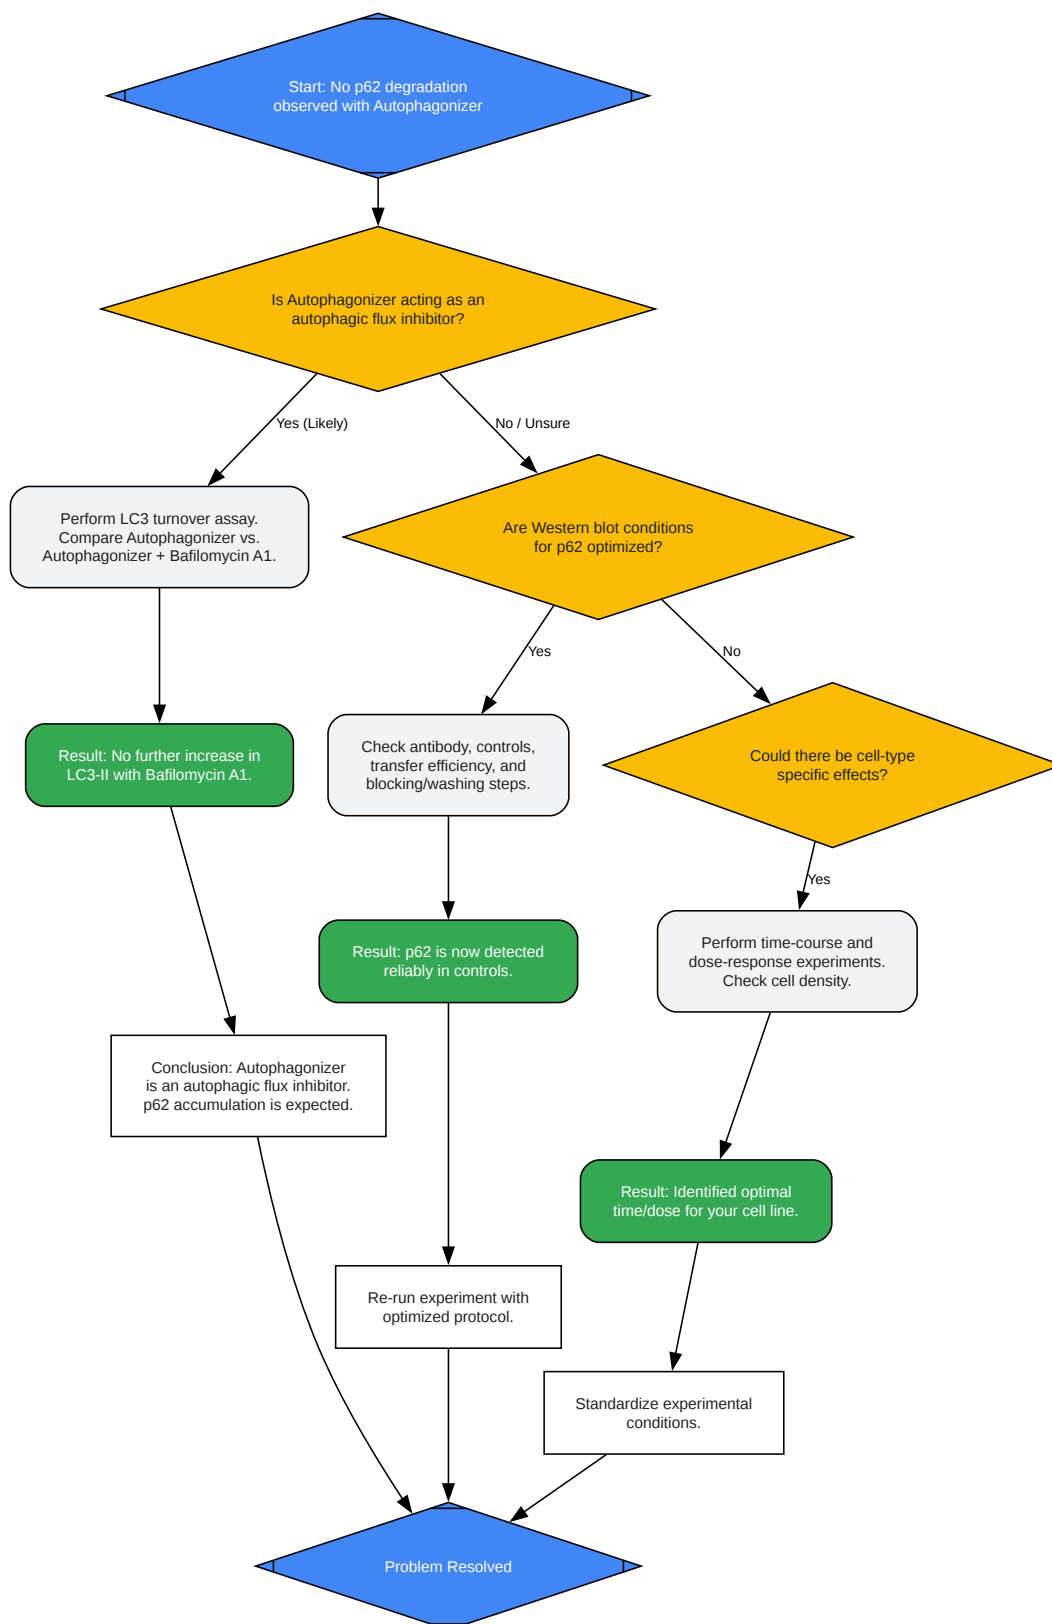 Start: No p62 degradation
observed with Autophagonizer
Is Autophagonizer acting as an
autophagic flux inhibitor?
Yes (Likely)
No / Unsure
Perform LC3 turnover assay.
Compare Autophagonizer vs.
Autophagonizer + Bafilomycin A1.
Are Western blot conditions
for p62 optimized?
Yes
No
Result: No further increase in
LC3-II with Bafilomycin A1.
Check antibody, controls,
transfer efficiency, and
blocking/washing steps.
Could there be cell-type
specific effects?
Yes
Result: p62 is now detected
reliably in controls.
Perform time-course and
dose-response experiments.
Check cell density.
Conclusion: Autophagonizer
is an autophagic flux inhibitor.
p62 accumulation is expected.
Result: Identified optimal
time/dose for your cell line.
Re-run experiment with
optimized protocol.
Standardize experimental
conditions.
Problem Resolved